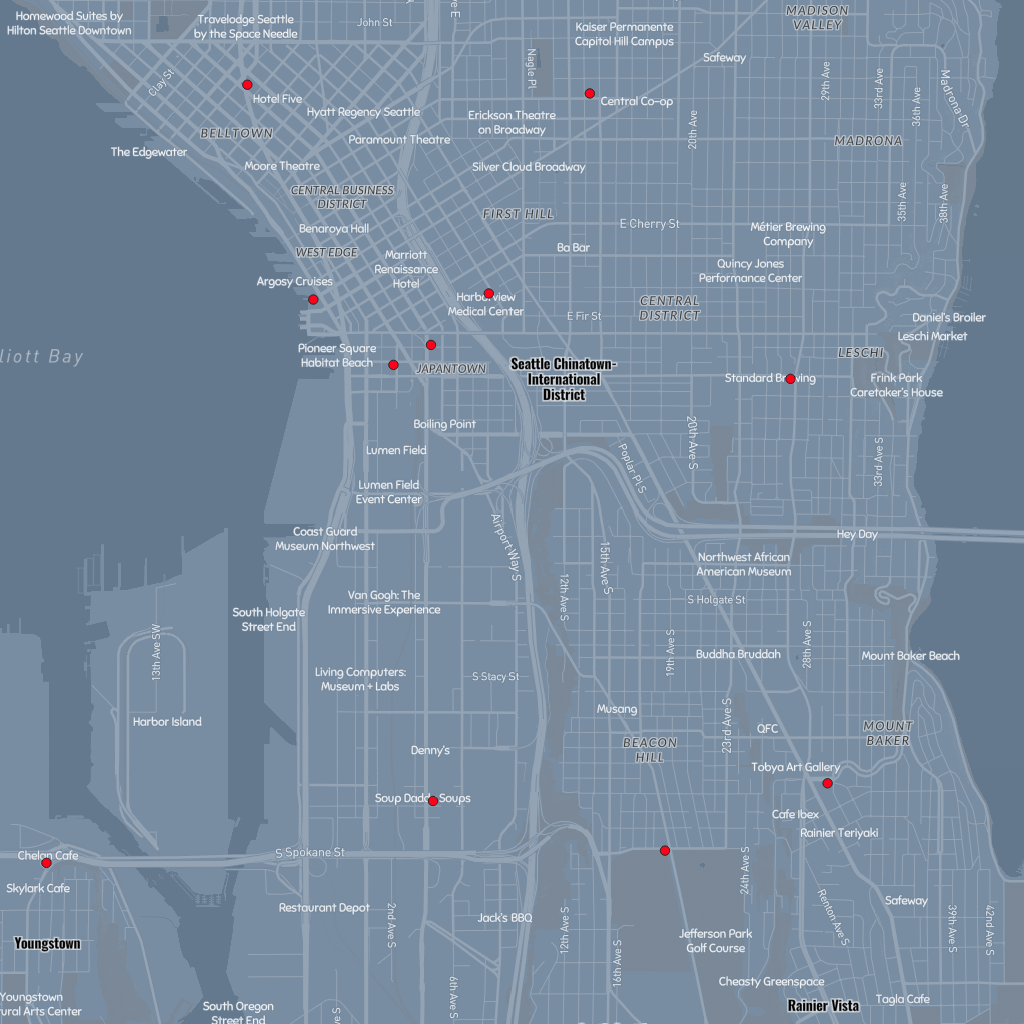 Homewood Suites by
Hilton Seattle Downtown
Travelodge Seattle
by the Space Needle
John St
Kaiser Permanente
Capitol Hill Campus
MADISON
VALLEY
Nagle Pl
Safeway
Clay St
Hotel Five
Hyatt Regency Seattle
Central Co-op
29th Ave
33rd Ave
36th Ave
Madrona Dr
Erickson Theatre
on Broadway
20th Ave
BELLTOWN
Paramount Theatre
MADRONA
The Edgewater
Moore Theatre
Silver Cloud Broadway
CENTRAL BUSINESS
DISTRICT
35th Ave
38th Ave
FIRST HILL
E Cherry St
Benaroya Hall
Métier Brewing
Company
WEST EDGE
Ba Bar
Marriott
Renaissance
Hotel
Quincy Jones
Performance Center
Argosy Cruises
Harborview
Medical Center
CENTRAL
DISTRICT
E Fir St
Daniel's Broiler
Leschi Market
liott Bay
Pioneer Square
Habitat Beach
JAPANTOWN
Seattle Chinatown-
International
District
LESCHI
Standard Brewing
Frink Park
Caretaker's House
Boiling Point
20th Ave S
Lumen Field
33rd Ave S
Poplar Pl S
Lumen Field
Event Center
Airport Way S
Coast Guard
Museum Northwest
Hey Day
15th Ave S
Northwest African
American Museum
12th Ave S
Van Gogh: The
Immersive Experience
S Holgate St
South Holgate
Street End
13th Ave SW
19th Ave S
28th Ave S
Buddha Bruddah
Mount Baker Beach
Living Computers:
Museum + Labs
S Stacy St
Musang
23rd Ave S
Harbor Island
QFC
MOUNT
BAKER
BEACON
HILL
Denny's
Tobya Art Gallery
Soup Daddy Soups
Cafe Ibex
Rainier Teriyaki
Chelan Cafe
S Spokane St
24th Ave S
Skylark Cafe
Renton Ave S
Safeway
Restaurant Depot
2nd Ave S
Jack's BBQ
12th Ave S
39th Ave S
42nd Ave S
Youngstown
Jefferson Park
Golf Course
16th Ave S
6th Ave S
Cheasty Greenspace
Youngstown
ural Arts Center
South Oregon
Street End
Rainier Vista
Tagla Cafe